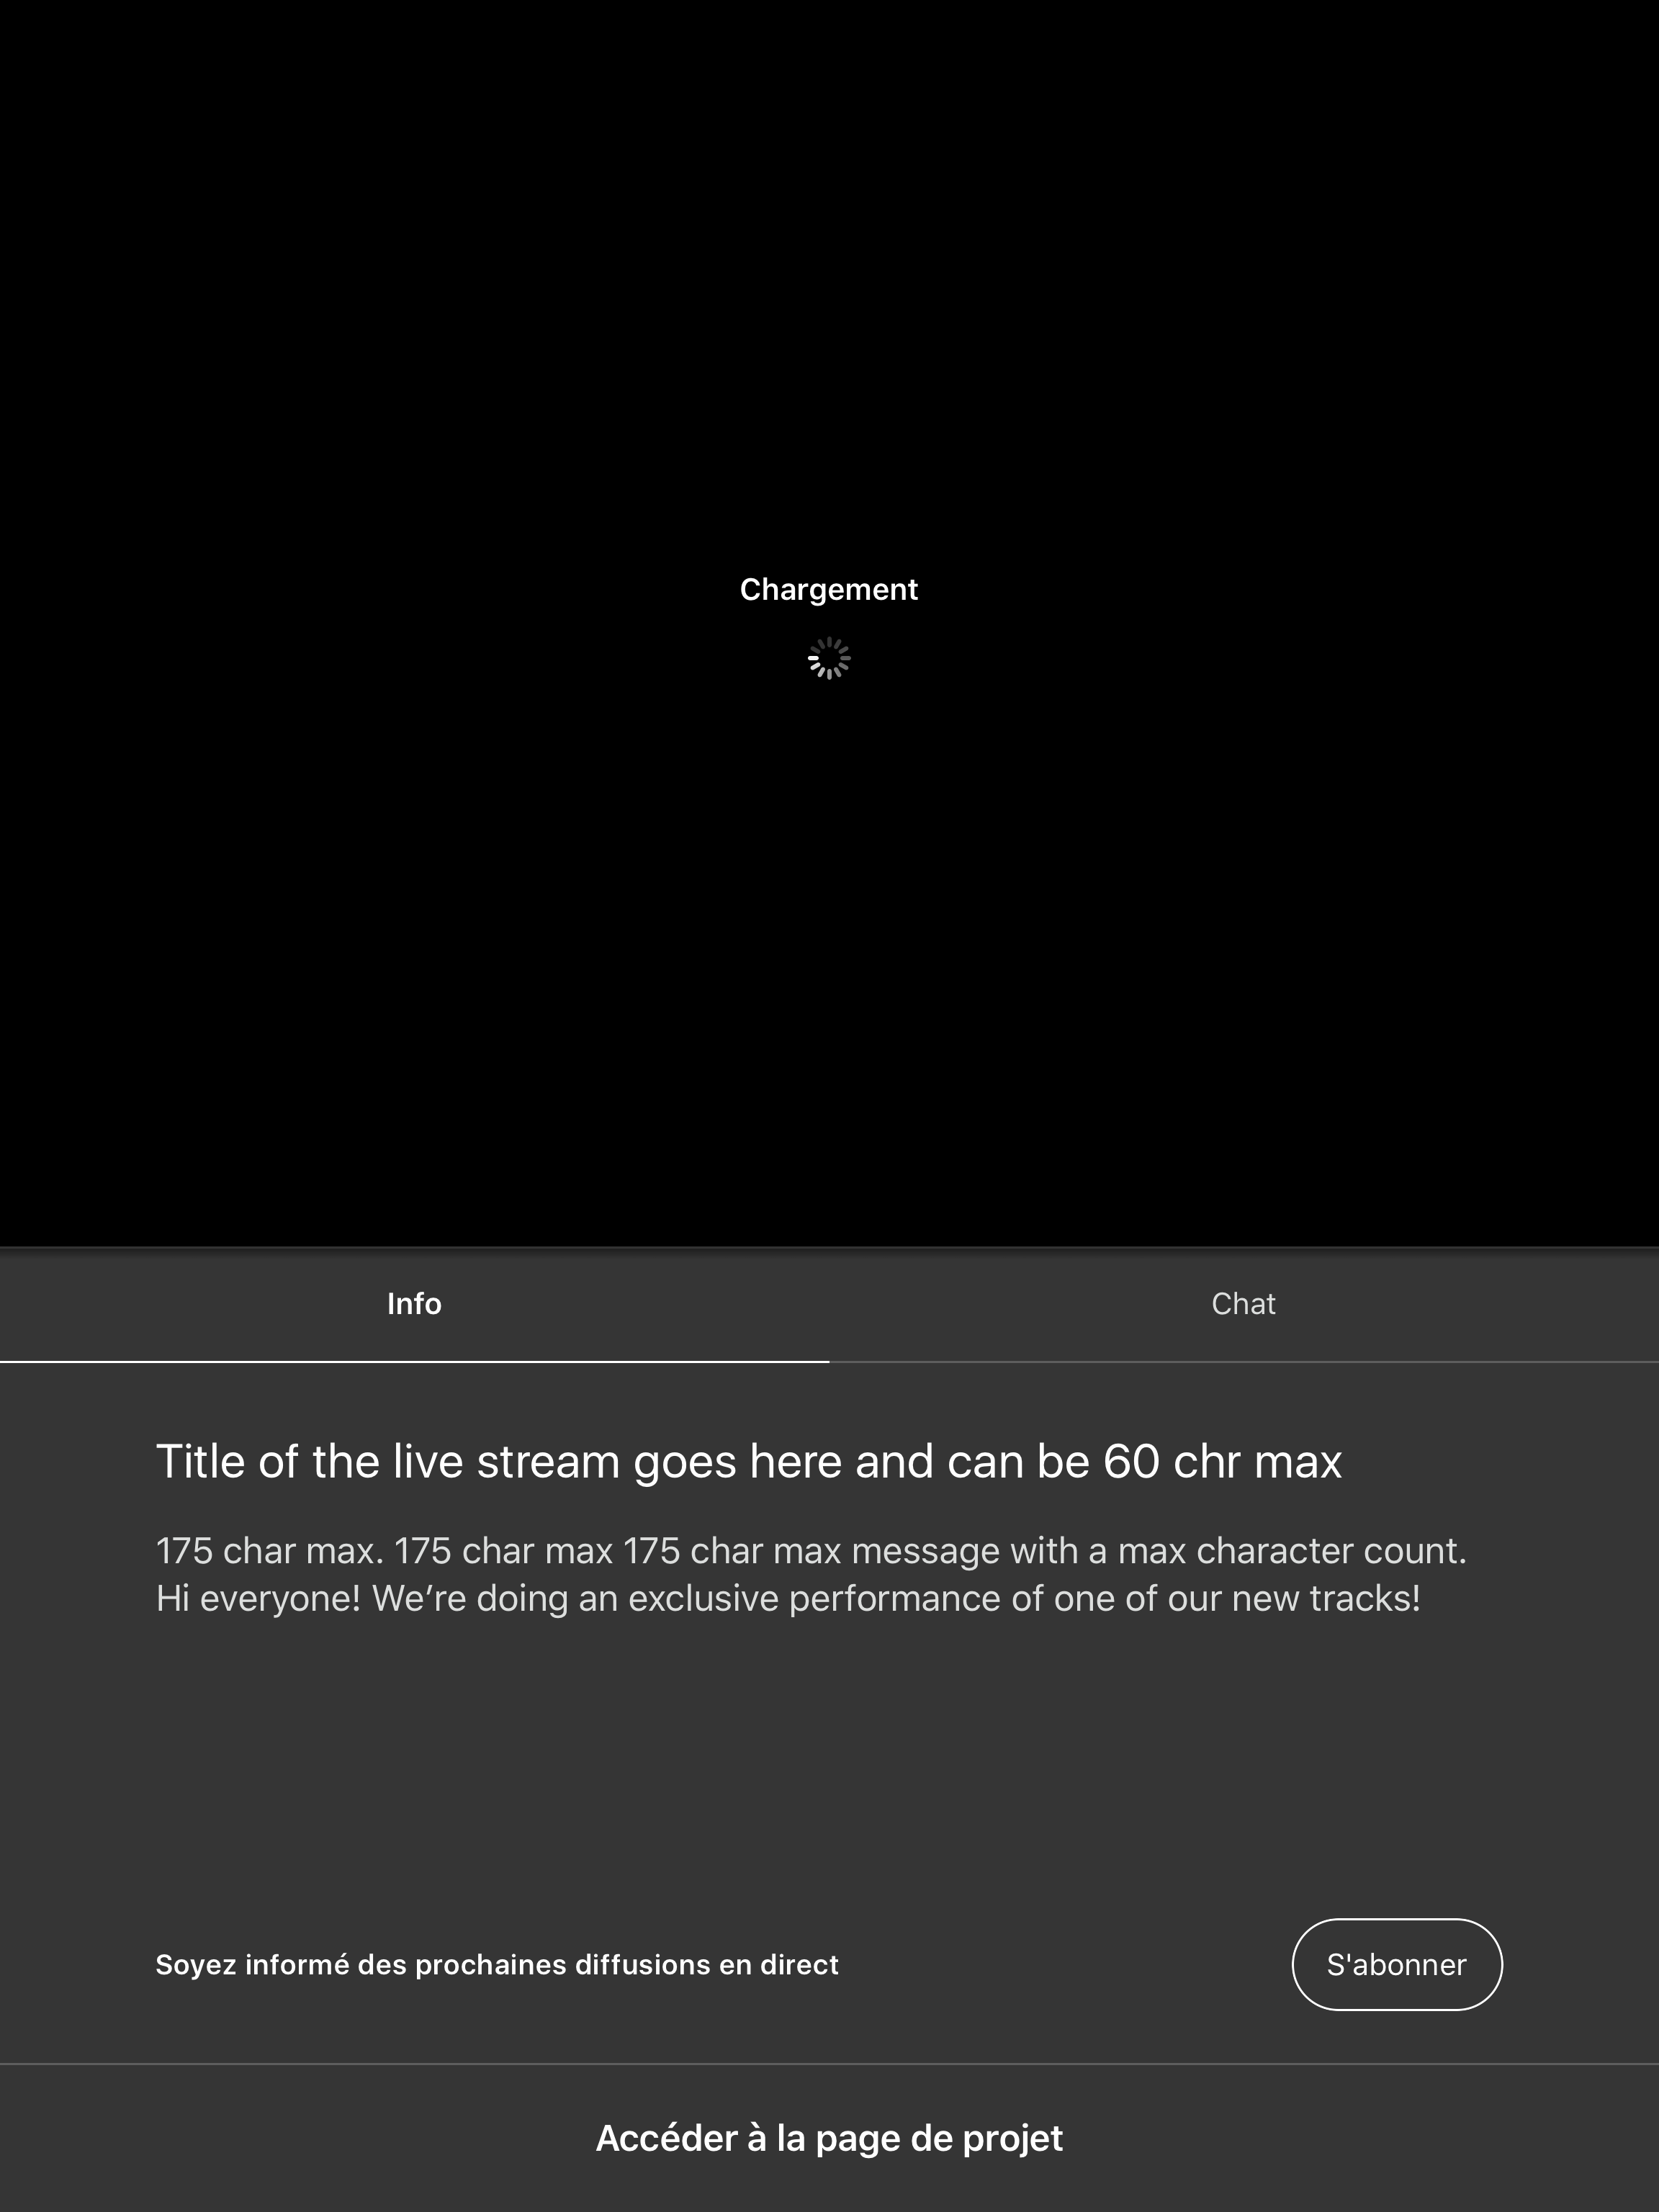 Chargement
Info
Chat
Title of the live stream goes here and can be 60 chr max
175 char max. 175 char max 175 char max message with a max character count.
Hi everyone! We’re doing an exclusive performance of one of our new tracks!
Soyez informé des prochaines diffusions en direct
S'abonner
Accéder à la page de projet